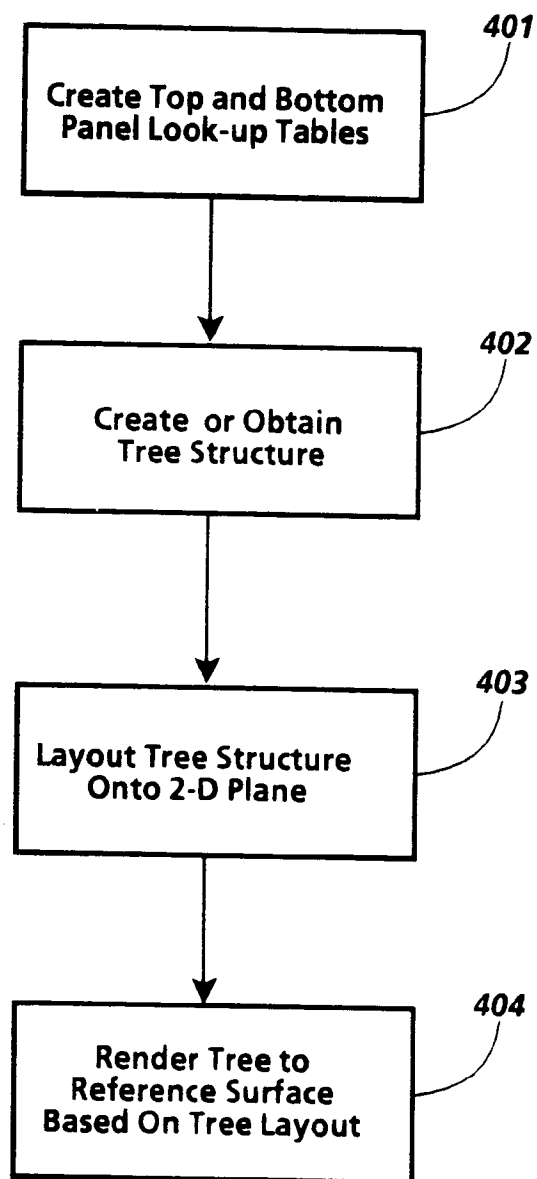 401
Create Top and Bottom
Panel Look-up Tables
402
Create or Obtain
Tree Structure
403
Layout Tree Structure
Onto 2-D Plane
404
Render Tree to
Reference Surface
Based On Tree Layout